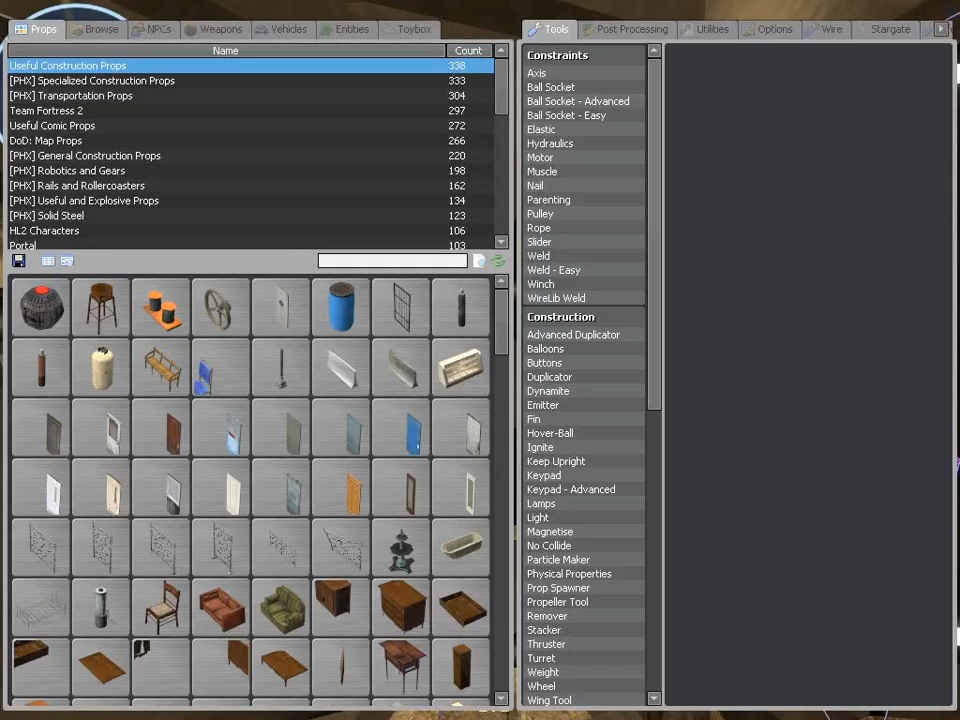 Props Browse NPCs Weapons Vehicles Entities Toybox
Name Count
Useful Construction Props 338
[PHX] Specialized Construction Props 333
[PHX] Transportation Props 304
Team Fortress 2 297
Useful Comic Props 272
DoD: Map Props 266
[PHX] General Construction Props 220
[PHX] Robotics and Gears 198
[PHX] Rails and Rollercoasters 162
[PHX] Useful and Explosive Props 134
[PHX] Solid Steel 123
HL2 Characters 106
Portal 103
Tools Post Processing Utilities Options Wire Stargate
Constraints
Axis
Ball Socket
Ball Socket - Advanced
Ball Socket - Easy
Elastic
Hydraulics
Motor
Muscle
Nail
Parenting
Pulley
Rope
Slider
Weld
Weld - Easy
Winch
WireLib Weld
Construction
Advanced Duplicator
Balloons
Buttons
Duplicator
Dynamite
Emitter
Fin
Hover-Ball
Ignite
Keep Upright
Keypad
Keypad - Advanced
Lamps
Light
Magnetise
No Collide
Particle Maker
Physical Properties
Prop Spawner
Propeller Tool
Remover
Stacker
Thruster
Turret
Weight
Wheel
Wing Tool